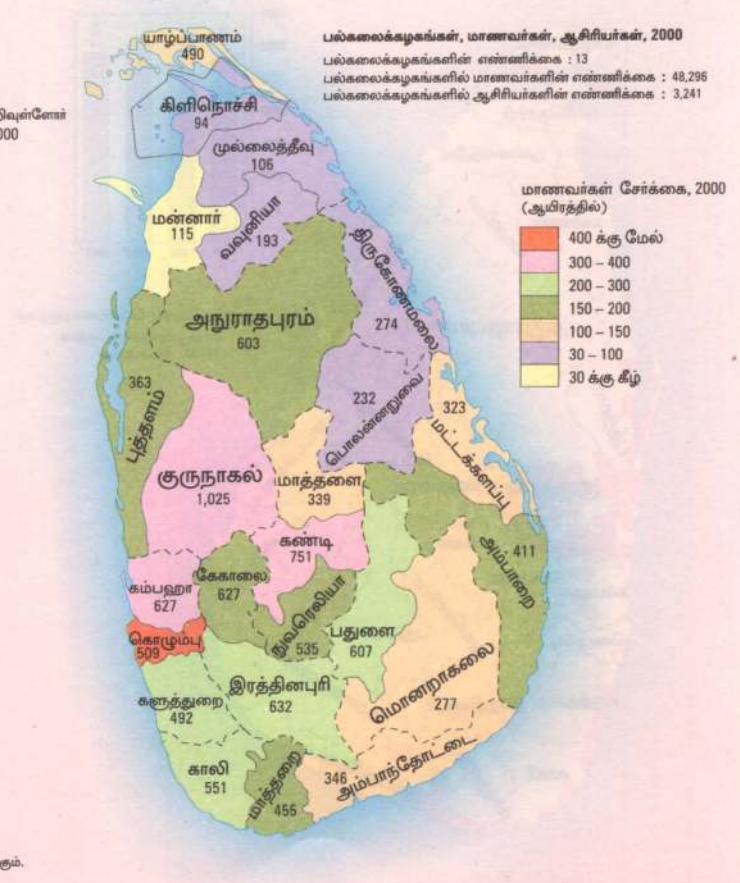 யாழ்ப்பாணம்
490
பல்கலைக்கழகங்கள், மாணவர்கள், ஆசிரியர்கள், 2000
பல்கலைக்கழகங்களின் எண்ணிக்கை : 13
பல்கலைக்கழகங்களில் மாணவர்களின் எண்ணிக்கை : 48,296
பல்கலைக்கழகங்களில் ஆசிரியர்களின் எண்ணிக்கை : 3,241
றிவுள்ளோர்
000
கிளிநொச்சி
94
முல்லைத்தீவு
106
மாணவர்கள் சேர்க்கை, 2000
(ஆயிரத்தில்)
400 க்கு மேல்
300 – 400
200 – 300
150 – 200
100 – 150
30 – 100
30 க்கு கீழ்
மன்னார்
115
வவுனியா
193
திருகோணமலை
274
அநுராதபுரம்
603
363
புத்தளம்
232
பொலன்னறுவை
323
மட்டக்களப்பு
குருநாகல்
1,025
மாத்தளை
339
கண்டி
751
411
அம்பாறை
கம்பஹா
627
கேகாலை
627
நுவரெலியா
535
பதுளை
607
கொழும்பு
509
இரத்தினபுரி
632
மொனறாகலை
277
களுத்துறை
492
காலி
551
மாத்தறை
455
346
அம்பாந்தோட்டை
கும்.